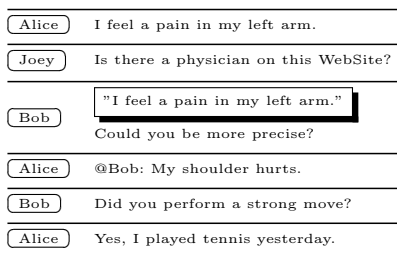 Alice I feel a pain in my left arm.
Joey Is there a physician on this WebSite?
"I feel a pain in my left arm."
Bob
Could you be more precise?
Alice @Bob: My shoulder hurts.
Bob Did you perform a strong move?
Alice Yes, I played tennis yesterday.